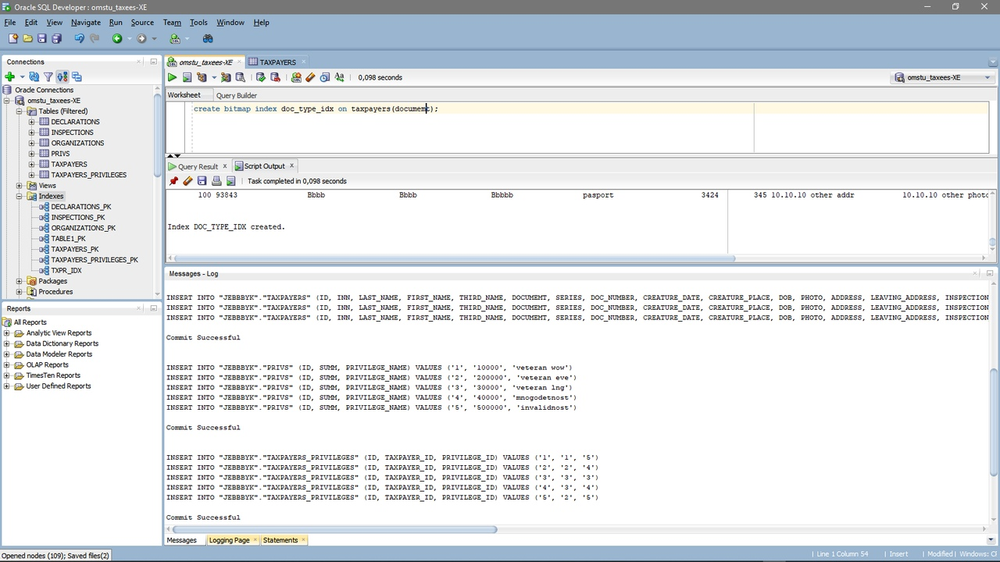 Oracle SQL Developer : omstu_taxees-XE
File Edit View Navigate Run Source Team Tools Window Help
Connections
Oracle Connections
omstu_taxees-XE
Tables (Filtered)
DECLARATIONS
INSPECTIONS
ORGANIZATIONS
PRIVS
TAXPAYERS
TAXPAYERS_PRIVILEGES
Views
Indexes
DECLARATIONS_PK
INSPECTIONS_PK
ORGANIZATIONS_PK
TABLE1_PK
TAXPAYERS_PK
TAXPAYERS_PRIVILEGES_PK
TXPR_IDX
Packages
Procedures
Reports
All Reports
Analytic View Reports
Data Dictionary Reports
Data Modeler Reports
OLAP Reports
TimesTen Reports
User Defined Reports
omstu_taxees-XE TAXPAYERS
0,098 seconds omstu_taxees-XE
Worksheet Query Builder
create bitmap index doc_type_idx on taxpayers(documemt);
Query Result Script Output
Task completed in 0,098 seconds
100 93843 Bbbb Bbbb Bbbbb pasport 3424 345 10.10.10 other addr 10.10.10 other photo
Index DOC_TYPE_IDX created.
Messages - Log
INSERT INTO "JEBBBYK"."TAXPAYERS" (ID, INN, LAST_NAME, FIRST_NAME, THIRD_NAME, DOCUMEMT, SERIES, DOC_NUMBER, CREATURE_DATE, CREATURE_PLACE, DOB, PHOTO, ADDRESS, LEAVING_ADDRESS, INSPECTION
INSERT INTO "JEBBBYK"."TAXPAYERS" (ID, INN, LAST_NAME, FIRST_NAME, THIRD_NAME, DOCUMEMT, SERIES, DOC_NUMBER, CREATURE_DATE, CREATURE_PLACE, DOB, PHOTO, ADDRESS, LEAVING_ADDRESS, INSPECTION
INSERT INTO "JEBBBYK"."TAXPAYERS" (ID, INN, LAST_NAME, FIRST_NAME, THIRD_NAME, DOCUMEMT, SERIES, DOC_NUMBER, CREATURE_DATE, CREATURE_PLACE, DOB, PHOTO, ADDRESS, LEAVING_ADDRESS, INSPECTION
Commit Successful
INSERT INTO "JEBBBYK"."PRIVS" (ID, SUMM, PRIVILEGE_NAME) VALUES ('1', '10000', 'veteran wow')
INSERT INTO "JEBBBYK"."PRIVS" (ID, SUMM, PRIVILEGE_NAME) VALUES ('2', '200000', 'veteran eve')
INSERT INTO "JEBBBYK"."PRIVS" (ID, SUMM, PRIVILEGE_NAME) VALUES ('3', '30000', 'veteran lng')
INSERT INTO "JEBBBYK"."PRIVS" (ID, SUMM, PRIVILEGE_NAME) VALUES ('4', '40000', 'mnogodetnost')
INSERT INTO "JEBBBYK"."PRIVS" (ID, SUMM, PRIVILEGE_NAME) VALUES ('5', '500000', 'invalidnost')
Commit Successful
INSERT INTO "JEBBBYK"."TAXPAYERS_PRIVILEGES" (ID, TAXPAYER_ID, PRIVILEGE_ID) VALUES ('1', '1', '5')
INSERT INTO "JEBBBYK"."TAXPAYERS_PRIVILEGES" (ID, TAXPAYER_ID, PRIVILEGE_ID) VALUES ('2', '2', '4')
INSERT INTO "JEBBBYK"."TAXPAYERS_PRIVILEGES" (ID, TAXPAYER_ID, PRIVILEGE_ID) VALUES ('3', '3', '3')
INSERT INTO "JEBBBYK"."TAXPAYERS_PRIVILEGES" (ID, TAXPAYER_ID, PRIVILEGE_ID) VALUES ('4', '3', '4')
INSERT INTO "JEBBBYK"."TAXPAYERS_PRIVILEGES" (ID, TAXPAYER_ID, PRIVILEGE_ID) VALUES ('5', '2', '5')
Commit Successful
Messages Logging Page Statements
Opened nodes (109); Saved files(2) Line 1 Column 54 Insert Modified Windows: Cl